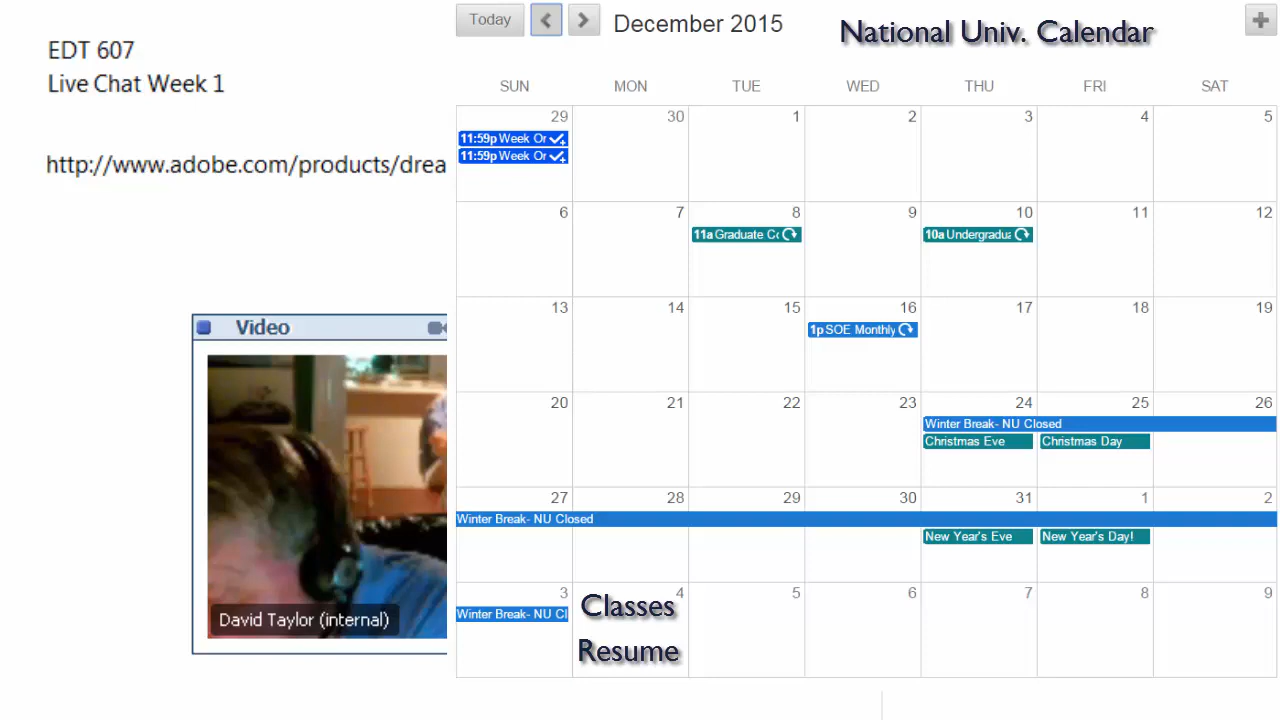 EDT 607
Live Chat Week 1
http://www.adobe.com/products/drea
Video
David Taylor (internal)
Today
December 2015
National Univ. Calendar
SUN MON TUE WED THU FRI SAT
29 30 1 2 3 4 5
11:59p Week Or
11:59p Week Or
6 7 8 9 10 11 12
11a Graduate Co 10a Undergradua
13 14 15 16 17 18 19
1p SOE Monthly
20 21 22 23 24 25 26
Winter Break- NU Closed
Christmas Eve Christmas Day
27 28 29 30 31 1 2
Winter Break- NU Closed
New Year's Eve New Year's Day!
3 4 5 6 7 8 9
Winter Break- NU Cl
Classes
Resume